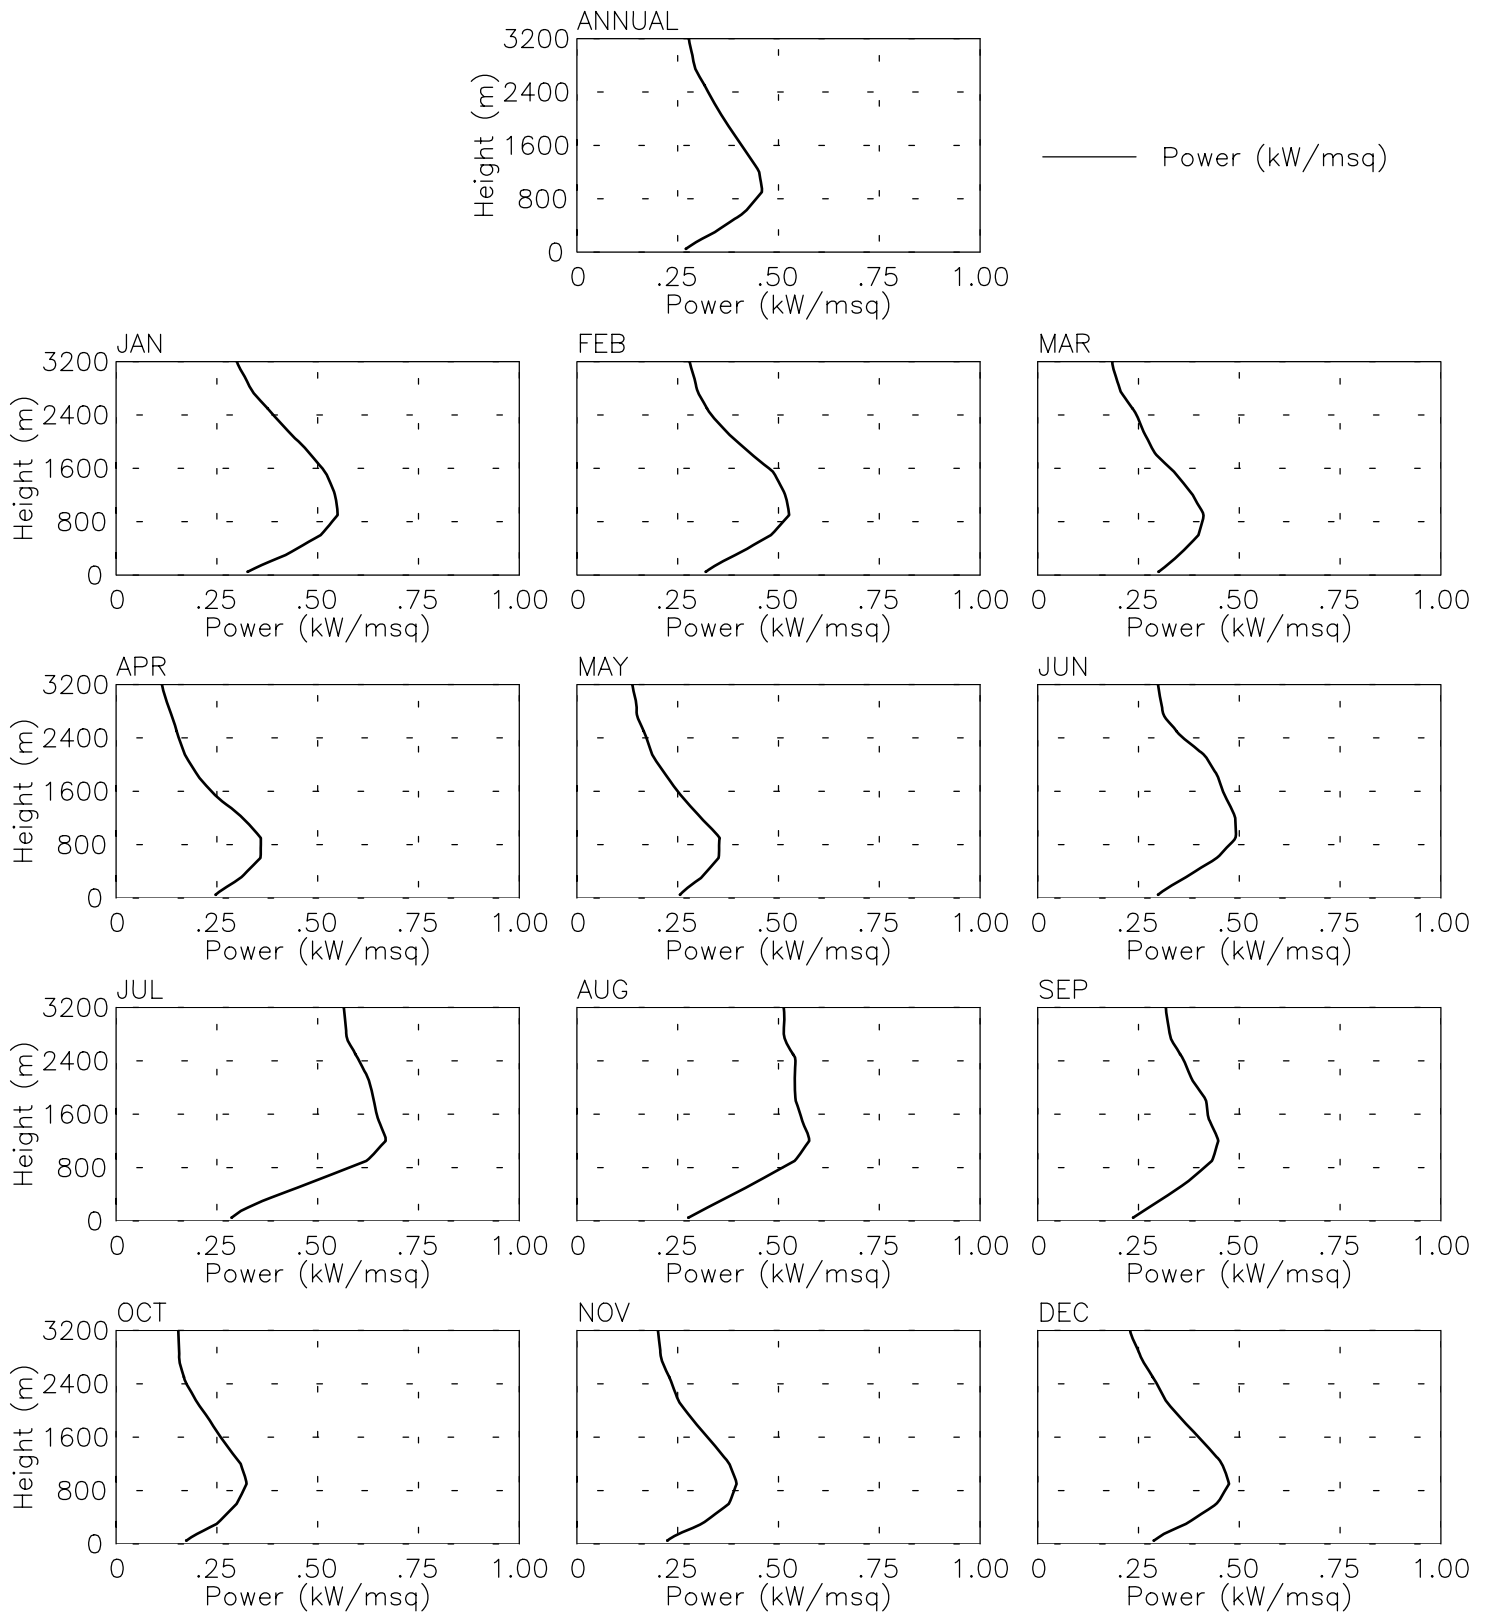 ANNUAL
3200
2400
1600
800
0
Height (m)
0 .25 .50 .75 1.00
Power (kW/msq)
Power (kW/msq)
JAN
3200
2400
1600
800
0
Height (m)
0 .25 .50 .75 1.00
Power (kW/msq)
FEB
0 .25 .50 .75 1.00
Power (kW/msq)
MAR
0 .25 .50 .75 1.00
Power (kW/msq)
APR
3200
2400
1600
800
0
Height (m)
0 .25 .50 .75 1.00
Power (kW/msq)
MAY
0 .25 .50 .75 1.00
Power (kW/msq)
JUN
0 .25 .50 .75 1.00
Power (kW/msq)
JUL
3200
2400
1600
800
0
Height (m)
0 .25 .50 .75 1.00
Power (kW/msq)
AUG
0 .25 .50 .75 1.00
Power (kW/msq)
SEP
0 .25 .50 .75 1.00
Power (kW/msq)
OCT
3200
2400
1600
800
0
Height (m)
0 .25 .50 .75 1.00
Power (kW/msq)
NOV
0 .25 .50 .75 1.00
Power (kW/msq)
DEC
0 .25 .50 .75 1.00
Power (kW/msq)